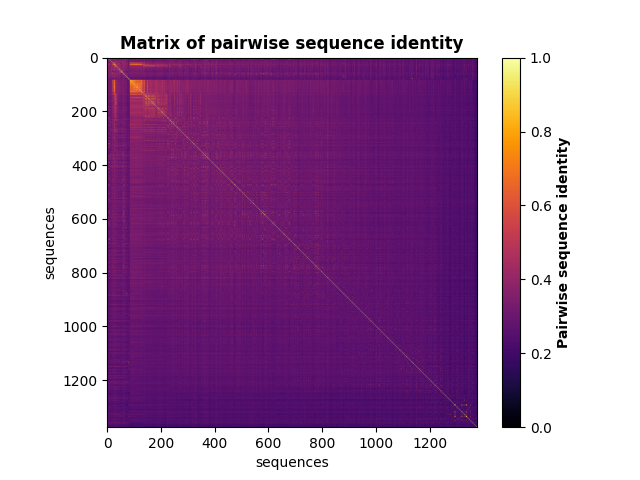 Matrix of pairwise sequence identity
0
200
400
600
800
1000
1200
sequences
0 200 400 600 800 1000 1200
sequences
1.0
0.8
0.6
0.4
0.2
0.0
Pairwise sequence identity